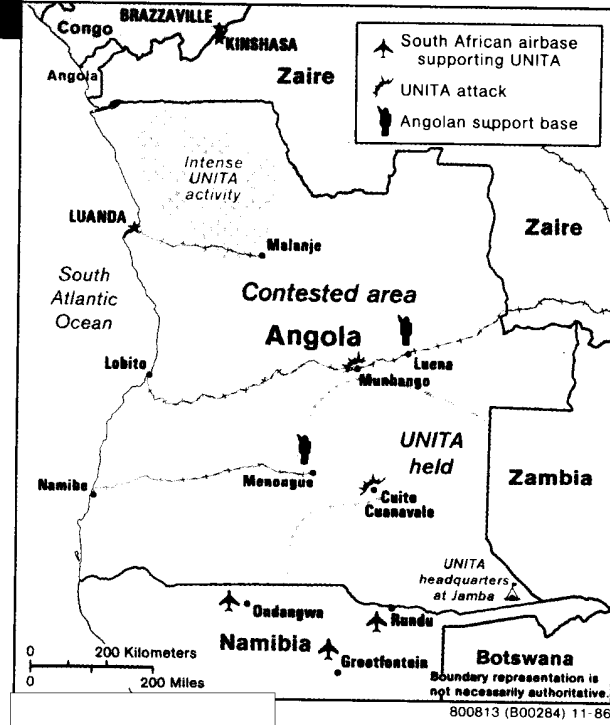 BRAZZAVILLE
Congo
KINSHASA
Angola
Zaire
South African airbase
supporting UNITA
UNITA attack
Angolan support base
Intense
UNITA
activity
LUANDA
Malanje
Zaire
South
Atlantic
Ocean
Contested area
Angola
Lobito
Luena
Munhango
UNITA
held
Zambia
Namibe
Menongue
Cuito
Cuanavale
UNITA
headquarters
at Jamba
Ondangwa
Rundu
Namibia
Grootfontein
Botswana
0 200 Kilometers
0 200 Miles
Boundary representation is
not necessarily authoritative.
800813 (B00284) 11-86